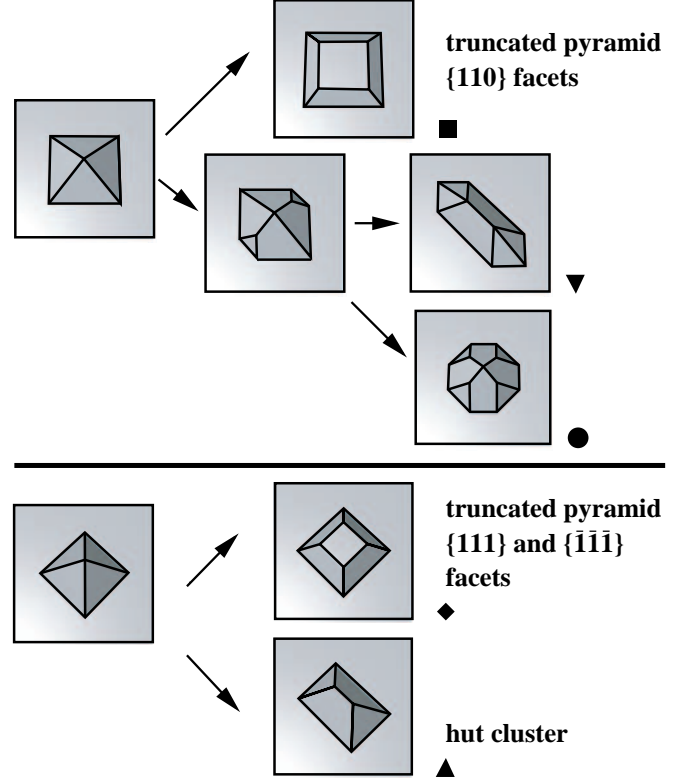 truncated pyramid
{110} facets
truncated pyramid
{111} and {1̄1̄1̄}
facets
hut cluster